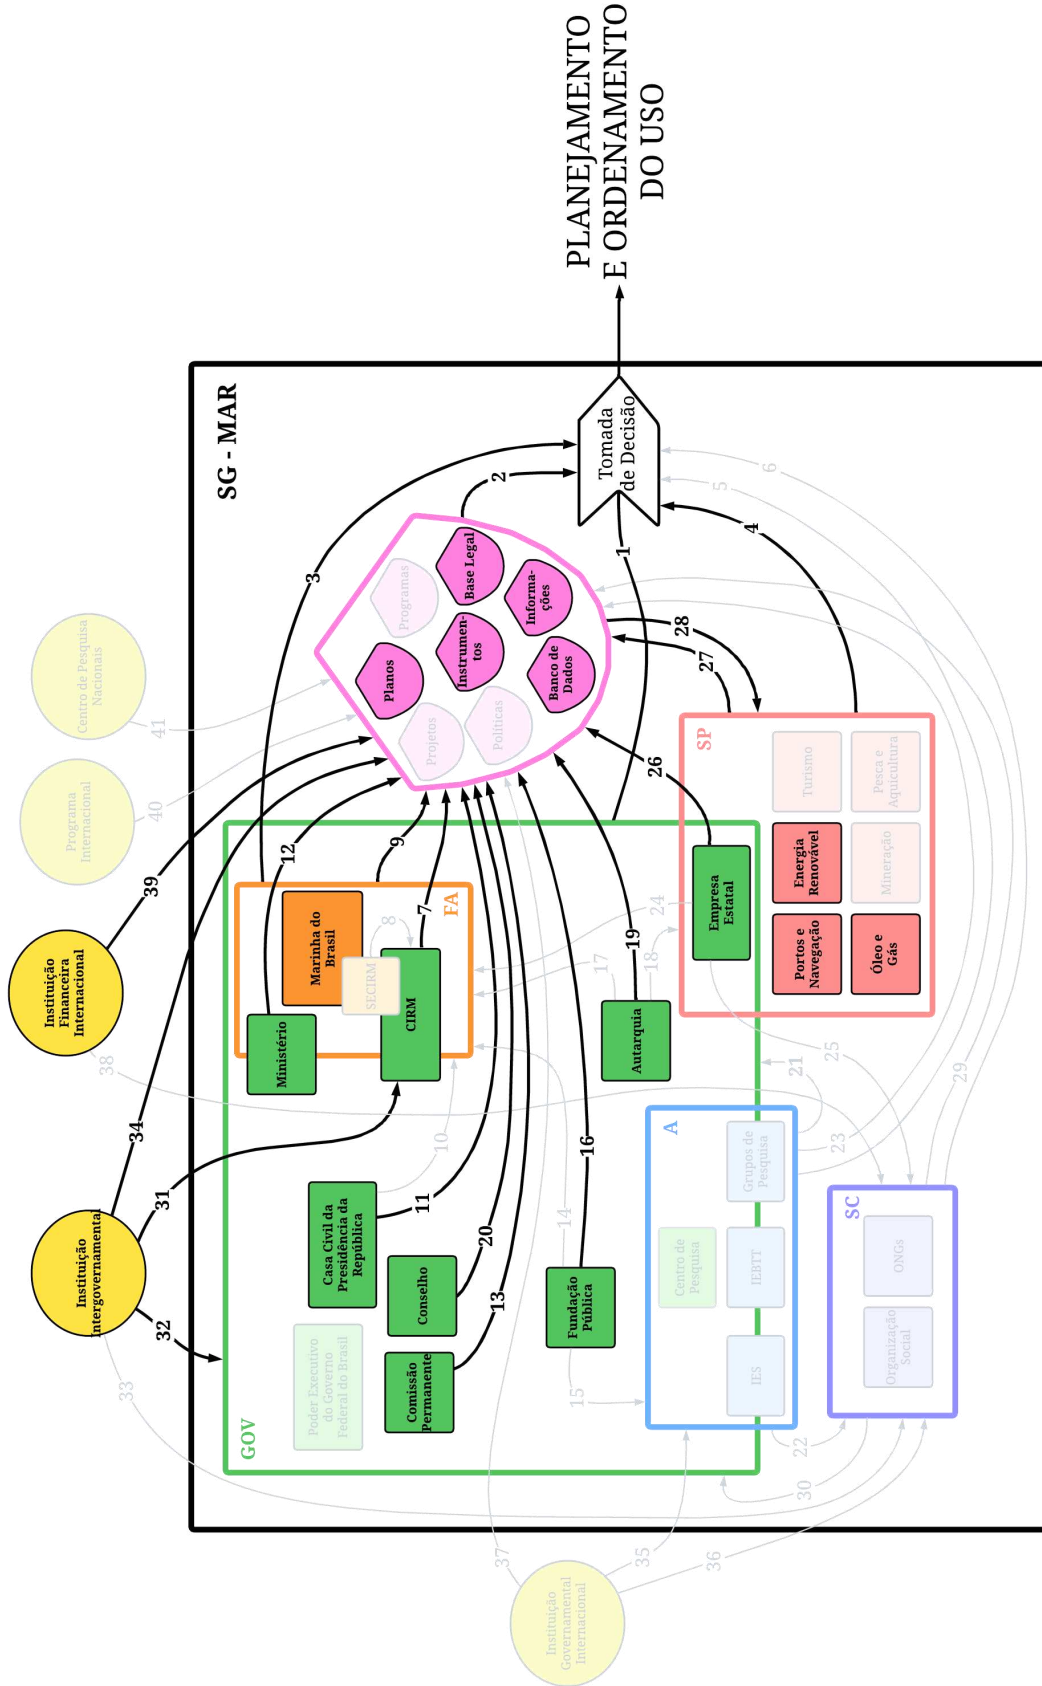 PLANEJAMENTO
E ORDENAMENTO
DO USO
SG - MAR
Tomada
de Decisão
Centro de Pesquisa
Nacionais
Programa
Internacional
Instituição
Financeira
Internacional
Instituição
Intergovernamental
Instituição
Governamental
Internacional
GOV
Poder Executivo
do Governo
Federal do Brasil
Casa Civil da
Presidência da
República
Conselho
Comissão
Permanente
Fundação
Pública
Autarquia
Empresa
Estatal
Ministério
FA
Marinha do
Brasil
SECIRM
CIRM
Planos
Programas
Projetos
Políticas
Instrumen-
tos
Base Legal
Informa-
ções
Banco de
Dados
A
Centro de
Pesquisa
IES
IEBTT
Grupos de
Pesquisa
SP
Portos e
Navegação
Energia
Renovável
Turismo
Óleo e
Gás
Mineração
Pesca e
Aquicultura
SC
Organização
Social
ONGs
1
2
3
4
5
6
7
8
9
10
11
12
13
14
15
16
17
18
19
20
21
22
23
24
25
26
27
28
29
30
31
32
33
34
35
36
37
38
39
40
41